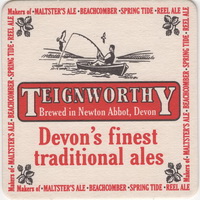 Makers of • MALTSTER'S ALE • BEACHCOMBER • SPRING TIDE • REEL ALE
TEIGNWORTHY
Brewed in Newton Abbot, Devon
Devon's finest
traditional ales
Makers of • MALTSTER'S ALE • BEACHCOMBER • SPRING TIDE • REEL ALE
Makers of • MALTSTER'S ALE • BEACHCOMBER • SPRING TIDE • REEL ALE
Makers of • MALTSTER'S ALE • BEACHCOMBER • SPRING TIDE • REEL ALE